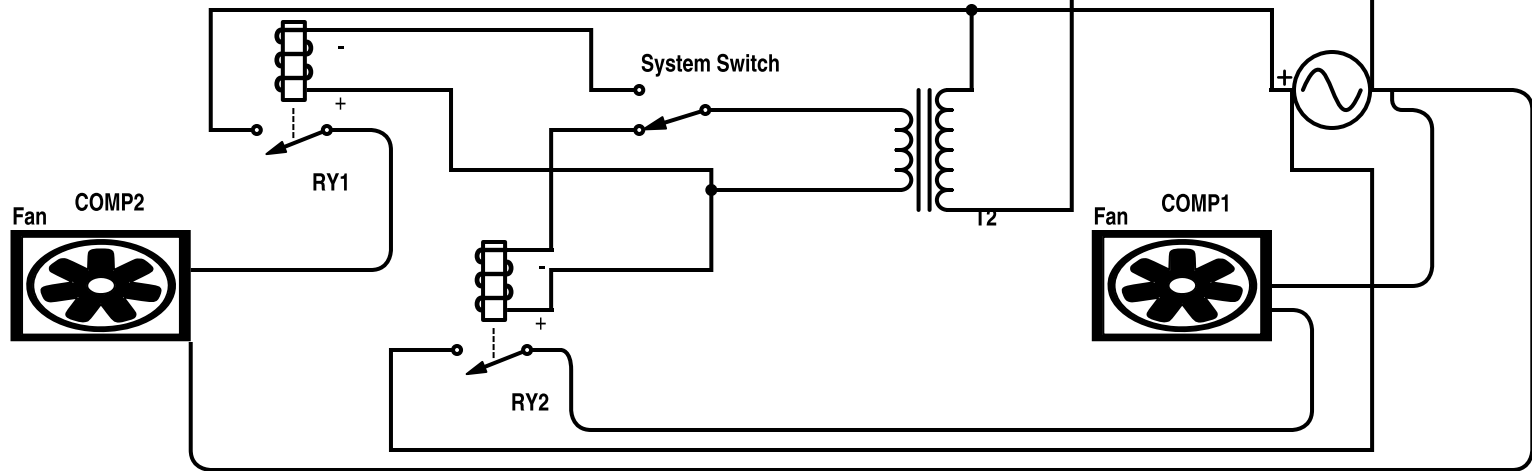 -
System Switch
+
+
RY1
COMP2
Fan
COMP1
Fan
T2
-
+
RY2